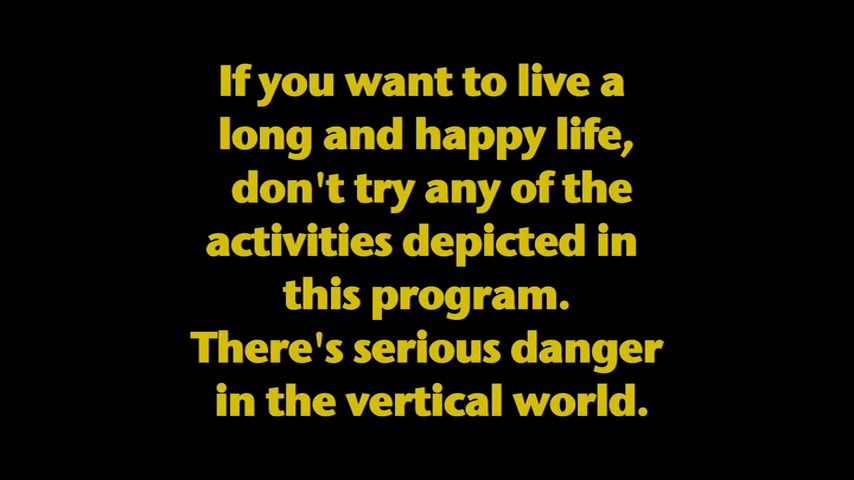 If you want to live a
long and happy life,
don't try any of the
activities depicted in
this program.
There's serious danger
in the vertical world.